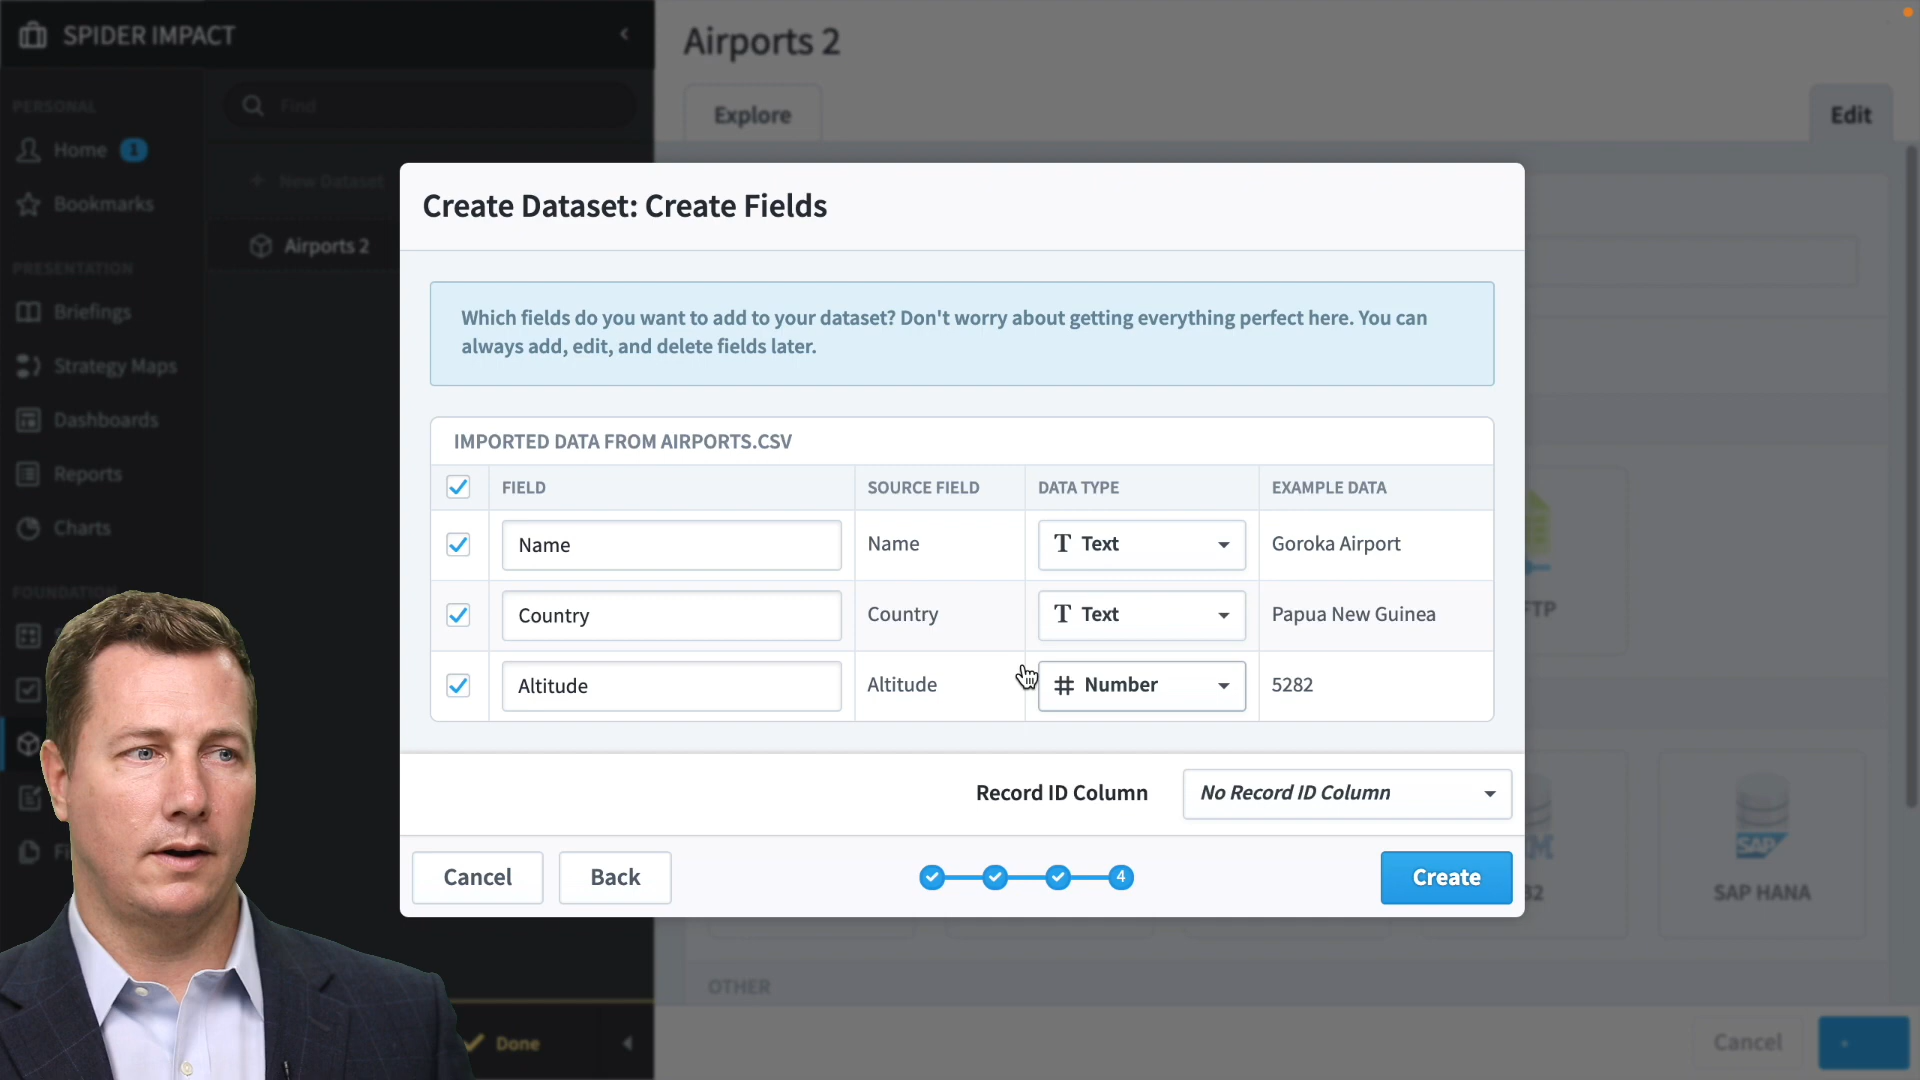 SPIDER IMPACT
Find
PERSONAL
Home 1
Bookmarks
New Dataset
Airports 2
PRESENTATION
Briefings
Strategy Maps
Dashboards
Reports
Charts
FOUNDATION
Done
Airports 2
Explore
Edit
Create Dataset: Create Fields
Which fields do you want to add to your dataset? Don't worry about getting everything perfect here. You can
always add, edit, and delete fields later.
IMPORTED DATA FROM AIRPORTS.CSV
FIELD SOURCE FIELD DATA TYPE EXAMPLE DATA
Name Name Text Goroka Airport
Country Country Text Papua New Guinea
Altitude Altitude Number 5282
Record ID Column No Record ID Column
Cancel Back 4 Create
SAP
SAP HANA
OTHER
Cancel